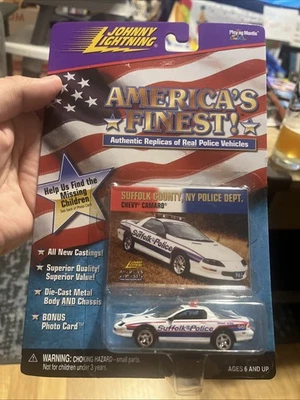 JOHNNY
LIGHTNING
Playing Mantis
AMERICA'S
FINEST!
Authentic Replicas of Real Police Vehicles
Help Us Find the
Missing
Children
SUFFOLK COUNTY NY POLICE DEPT.
CHEVY CAMARO
Suffolk Police
All New Castings!
Superior Quality!
Superior Value!
Die-Cast Metal
Body AND Chassis
BONUS
Photo Card
Suffolk Police
WARNING: CHOKING HAZARD—small parts.
Not for children under 3 years.
AGES 6 AND UP.